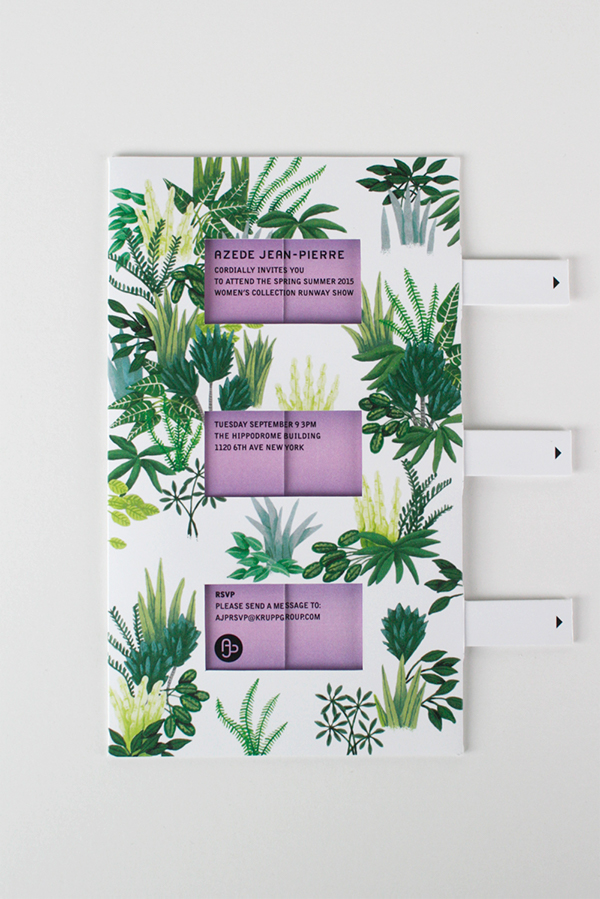 AZEDE JEAN-PIERRE
CORDIALLY INVITES YOU
TO ATTEND THE SPRING SUMMER 2015
WOMEN'S COLLECTION RUNWAY SHOW
TUESDAY SEPTEMBER 9 3PM
THE HIPPODROME BUILDING
1120 6TH AVE NEW YORK
RSVP
PLEASE SEND A MESSAGE TO:
AJPRSVP@KRUPPGROUP.COM